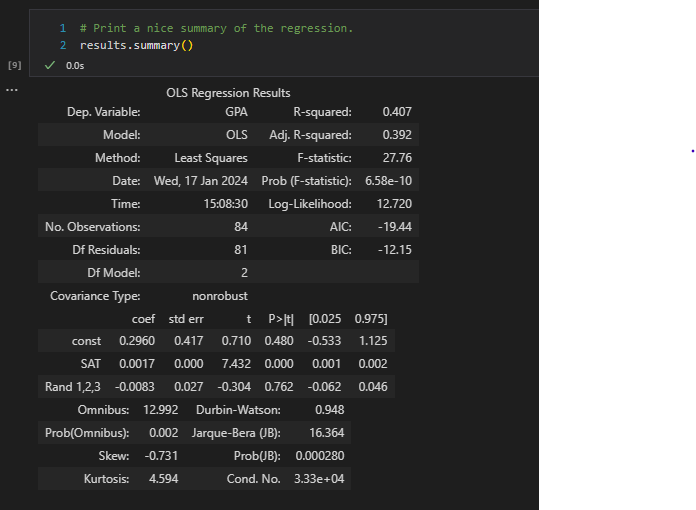 1 # Print a nice summary of the regression.
2 results.summary()
[9] ✓ 0.0s
...
OLS Regression Results
Dep. Variable: GPA R-squared: 0.407
Model: OLS Adj. R-squared: 0.392
Method: Least Squares F-statistic: 27.76
Date: Wed, 17 Jan 2024 Prob (F-statistic): 6.58e-10
Time: 15:08:30 Log-Likelihood: 12.720
No. Observations: 84 AIC: -19.44
Df Residuals: 81 BIC: -12.15
Df Model: 2
Covariance Type: nonrobust
coef std err t P>|t| [0.025 0.975]
const 0.2960 0.417 0.710 0.480 -0.533 1.125
SAT 0.0017 0.000 7.432 0.000 0.001 0.002
Rand 1,2,3 -0.0083 0.027 -0.304 0.762 -0.062 0.046
Omnibus: 12.992 Durbin-Watson: 0.948
Prob(Omnibus): 0.002 Jarque-Bera (JB): 16.364
Skew: -0.731 Prob(JB): 0.000280
Kurtosis: 4.594 Cond. No. 3.33e+04